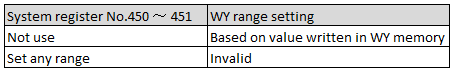 System register No.450 ～ 451 WY range setting
Not use Based on value written in WY memory
Set any range Invalid